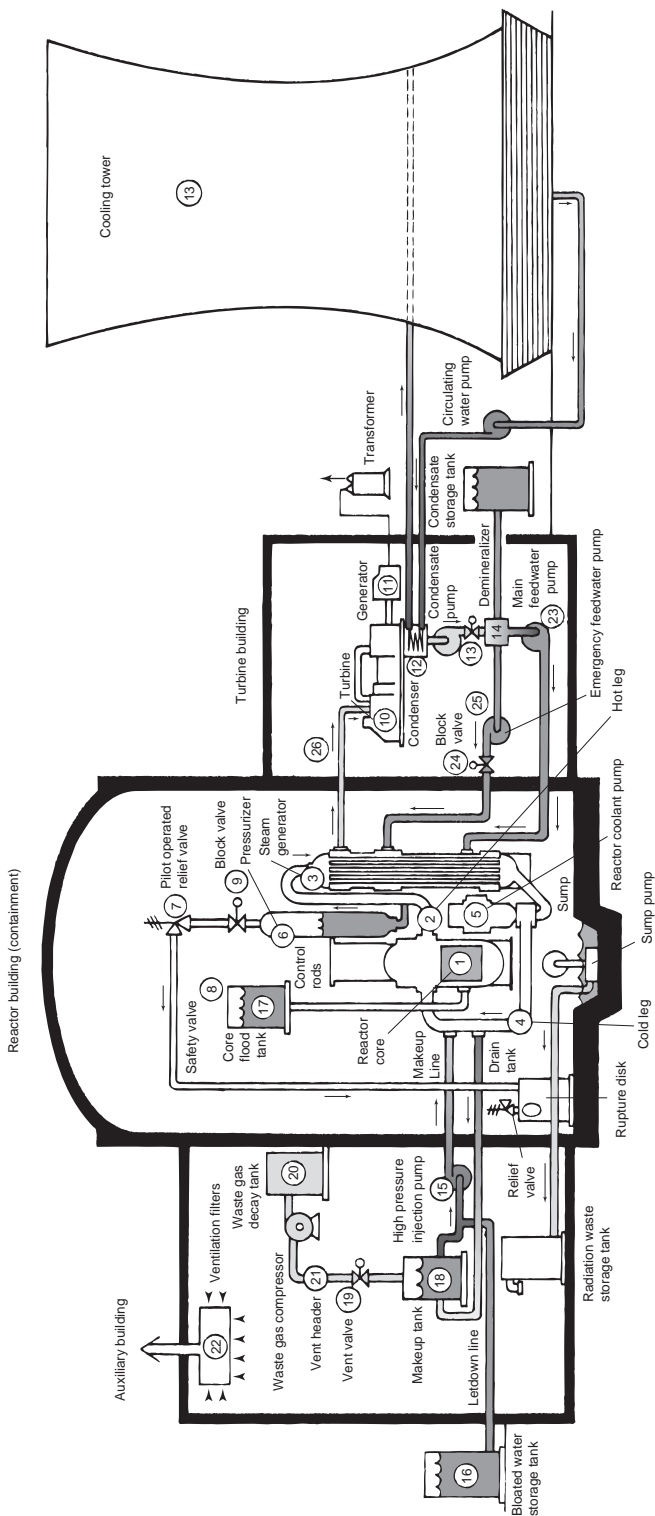 Reactor building (containment)
Auxiliary building
Ventilation filters
22
Waste gas
decay tank
20
Waste gas compressor
Vent header
21
Vent valve
19
High pressure
injection pump
15
Makeup tank
18
Letdown line
Radiation waste
storage tank
16
Bloated water
storage tank
Pilot operated
relief valve
7
Block valve
9
Pressurizer
6
Steam
generator
3
Safety valve
8
Core
flood
tank
17
Control
rods
Reactor
core
1
2
5
Makeup
Line
Drain
tank
4
Sump
Relief
valve
Rupture disk
Cold leg
Sump pump
Reactor coolant pump
Hot leg
Emergency feedwater pump
Turbine building
26
Turbine
10
Generator
11
Transformer
Condenser
12
Condensate
pump
13
Block
valve
24
25
Demineralizer
14
Main
feedwater
pump
23
Condensate
storage tank
Circulating
water pump
Cooling tower
13